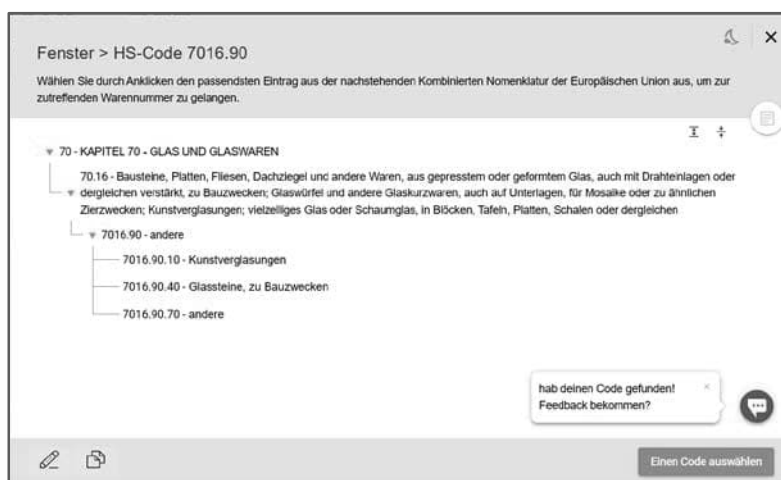 Fenster > HS-Code 7016.90
Wählen Sie durch Anklicken den passendsten Eintrag aus der nachstehenden Kombinierten Nomenklatur der Europäischen Union aus, um zur
zutreffenden Warennummer zu gelangen.
70 - KAPITEL 70 - GLAS UND GLASWAREN
70.16 - Bausteine, Platten, Fliesen, Dachziegel und andere Waren, aus gepresstem oder geformtem Glas, auch mit Drahteinlagen oder
dergleichen verstärkt, zu Bauzwecken; Glaswürfel und andere Glaskurzwaren, auch auf Unterlagen, für Mosaike oder zu ähnlichen
Zierzwecken; Kunstverglasungen; vielzelliges Glas oder Schaumglas, in Blöcken, Tafeln, Platten, Schalen oder dergleichen
7016.90 - andere
7016.90.10 - Kunstverglasungen
7016.90.40 - Glassteine, zu Bauzwecken
7016.90.70 - andere
hab deinen Code gefunden!
Feedback bekommen?
Einen Code auswählen